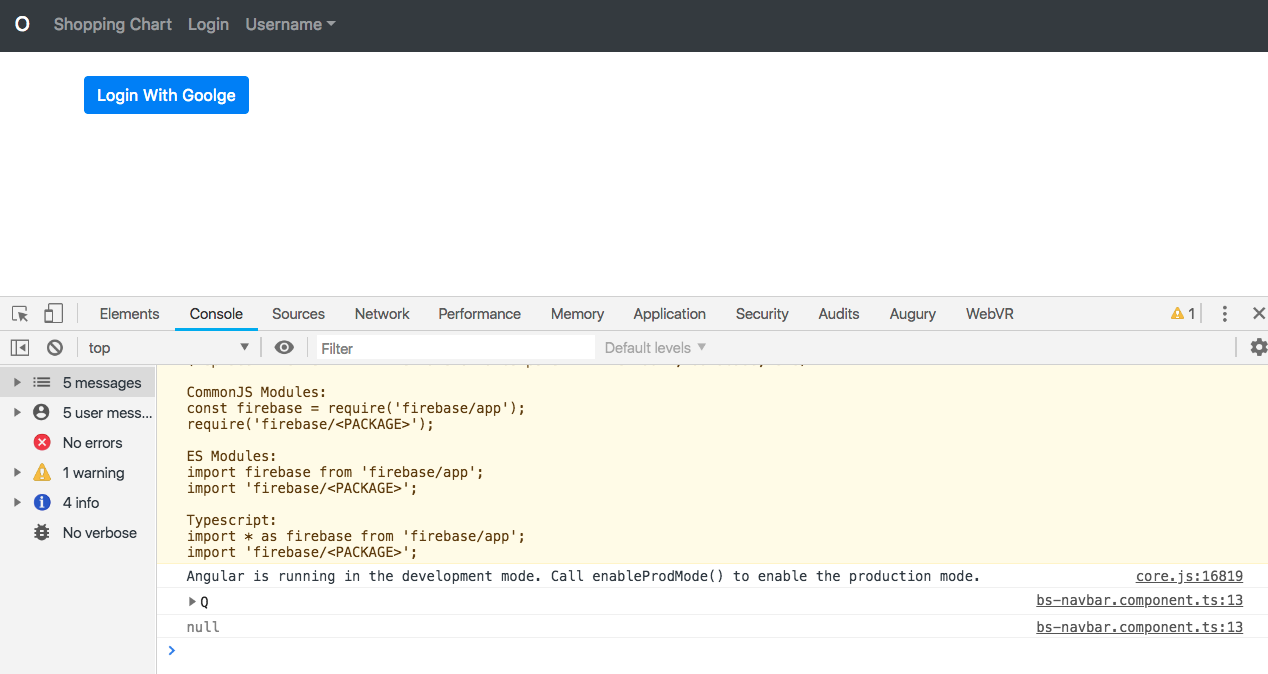 O Shopping Chart Login Username
Login With Goolge
Elements Console Sources Network Performance Memory Application Security Audits Augury WebVR 1
top Filter Default levels
5 messages
5 user mess...
No errors
1 warning
4 info
No verbose
CommonJS Modules:
const firebase = require('firebase/app');
require('firebase/<PACKAGE>');
ES Modules:
import firebase from 'firebase/app';
import 'firebase/<PACKAGE>';
Typescript:
import * as firebase from 'firebase/app';
import 'firebase/<PACKAGE>';
Angular is running in the development mode. Call enableProdMode() to enable the production mode. core.js:16819
Q bs-navbar.component.ts:13
null bs-navbar.component.ts:13